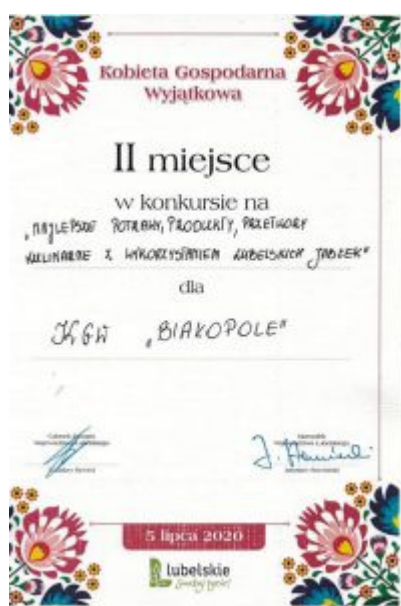 Kobieta Gospodarna
Wyjątkowa
II miejsce
w konkursie na
„NAJLEPSZE POTRAWY, PRODUKTY, PRZETWORY
KULINARNE Z WYKORZYSTANIEM LUBELSKICH JABŁEK"
dla
KGW „BIAŁOPOLE"
5 lipca 2020
lubelskie
Smakuj życie!